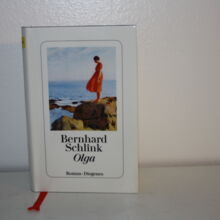 Bernhard
Schlink
Olga
Roman · Diogenes